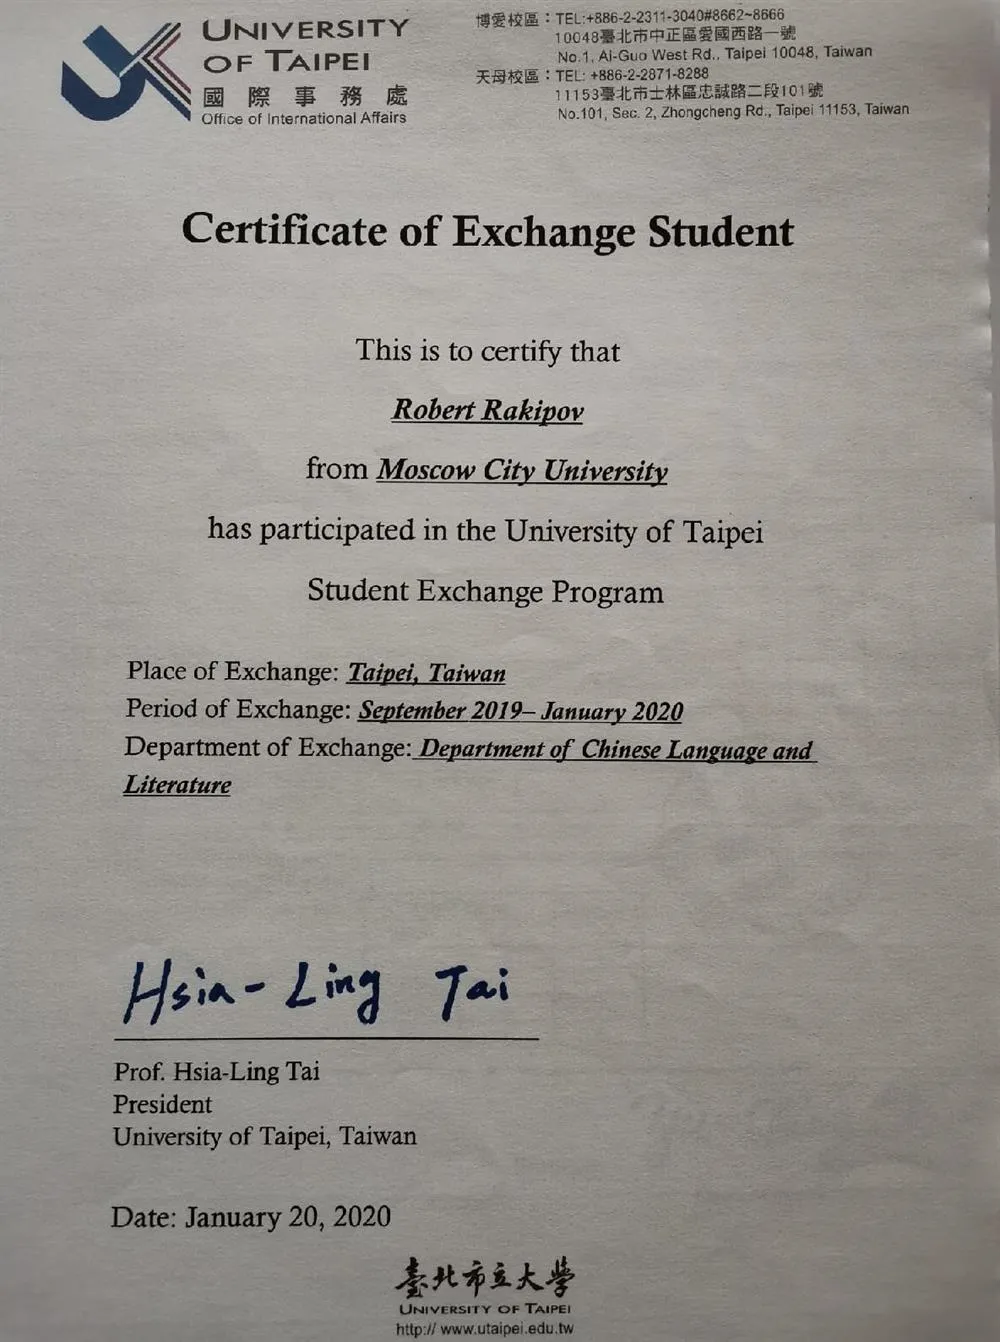 UNIVERSITY
OF TAIPEI
國際事務處
Office of International Affairs
博愛校區：TEL:+886-2-2311-3040#8662~8666
10048臺北市中正區愛國西路一號
No.1, Ai-Guo West Rd., Taipei 10048, Taiwan
天母校區：TEL: +886-2-2871-8288
11153臺北市士林區忠誠路二段101號
No.101, Sec. 2, Zhongcheng Rd., Taipei 11153, Taiwan
Certificate of Exchange Student
This is to certify that
Robert Rakipov
from Moscow City University
has participated in the University of Taipei
Student Exchange Program
Place of Exchange: Taipei, Taiwan
Period of Exchange: September 2019– January 2020
Department of Exchange: Department of Chinese Language and
Literature
Hsia-Ling Tai
Prof. Hsia-Ling Tai
President
University of Taipei, Taiwan
Date: January 20, 2020
臺北市立大學
UNIVERSITY OF TAIPEI
http:// www.utaipei.edu.tw